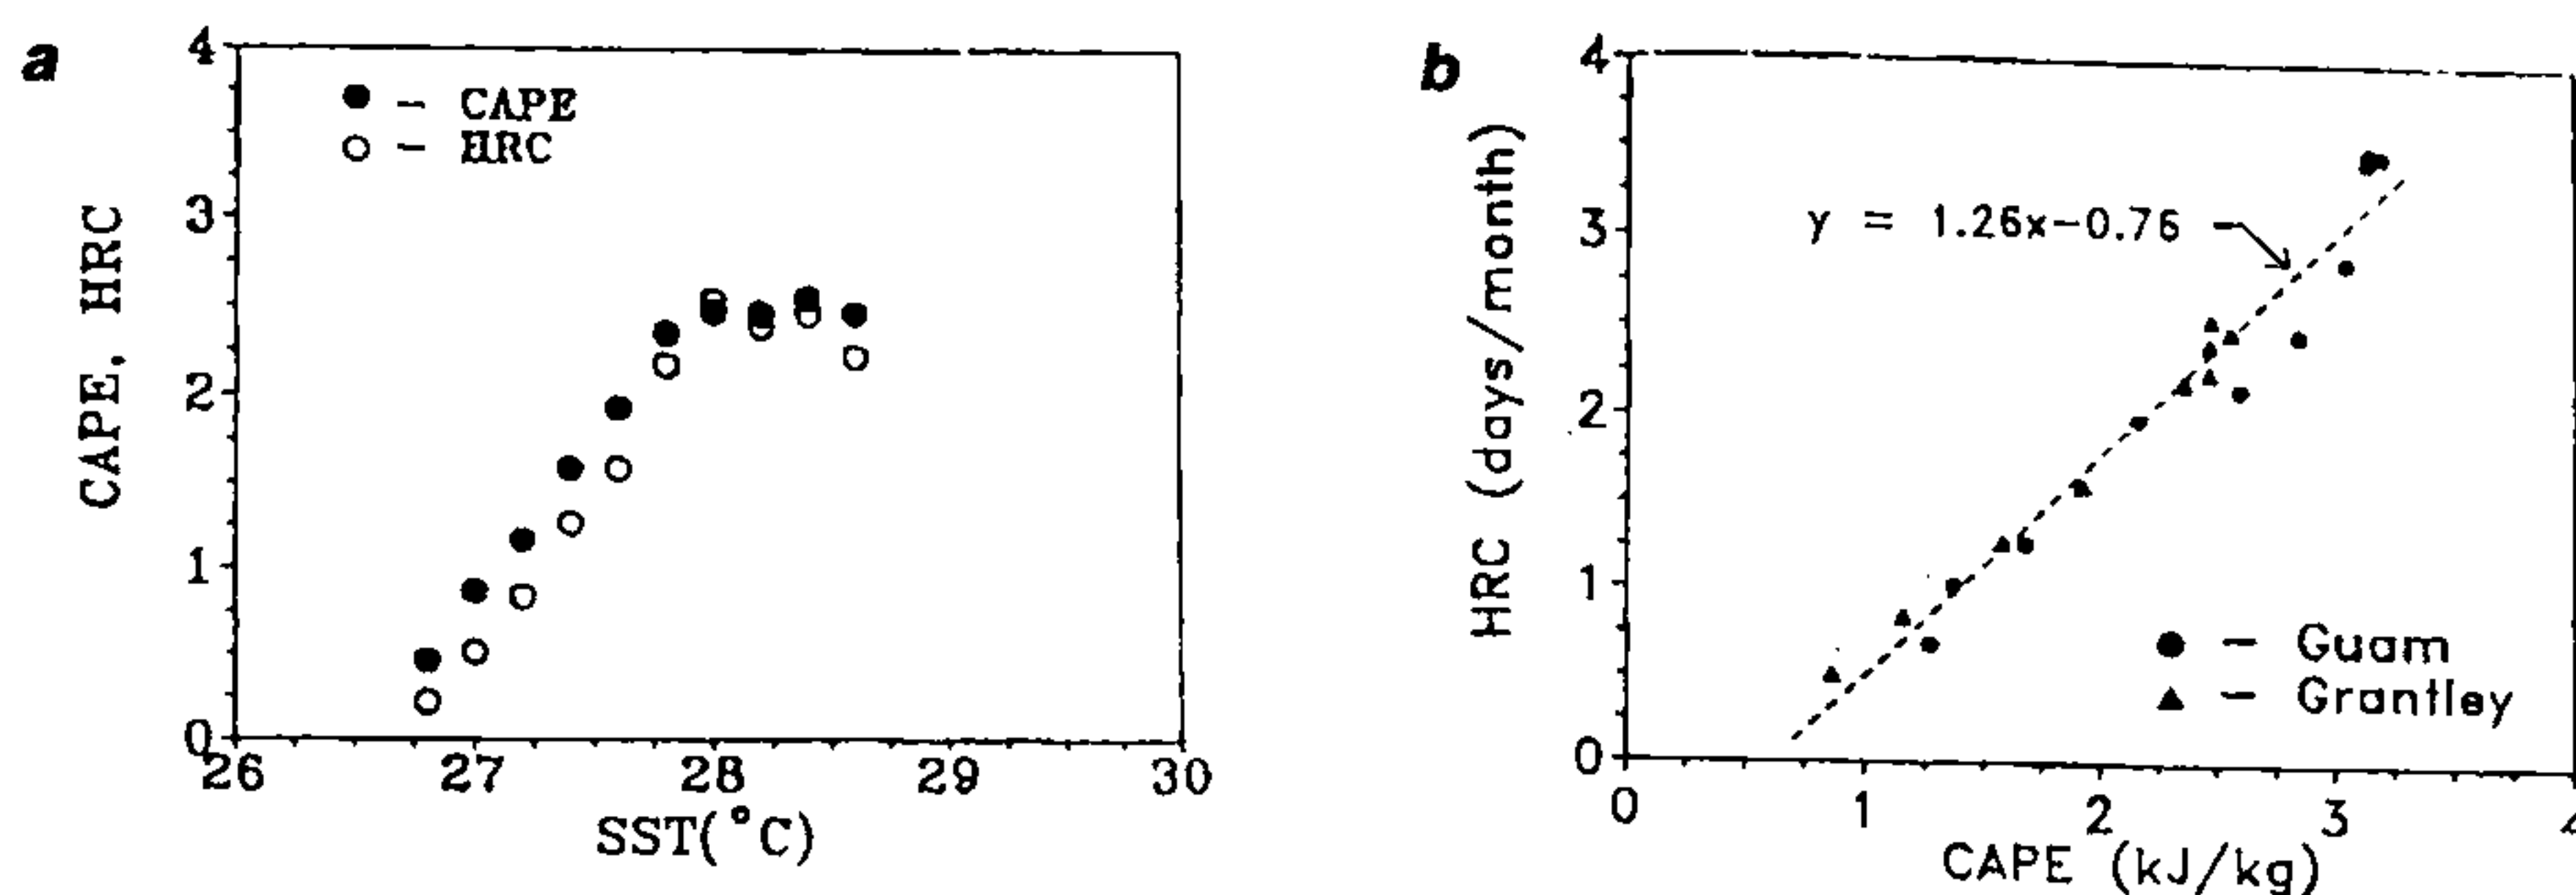 a
4
3
2
1
0
● – CAPE
○ – HRC
CAPE, HRC
26 27 28 29 30
SST(°C)
b
4
3
2
1
0
y = 1.26x−0.76
HRC (days/month)
● – Guam
▲ – Grantley
0 1 2 3 4
CAPE (kJ/kg)